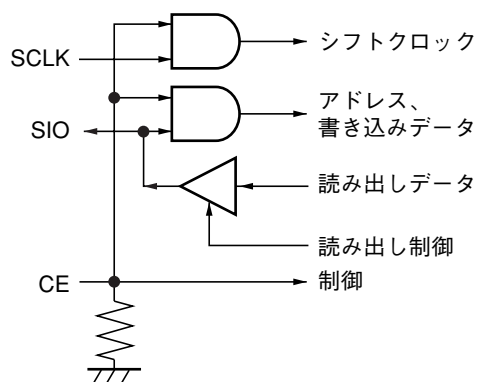 SCLK
シフトクロック
SIO
アドレス、
書き込みデータ
読み出しデータ
読み出し制御
CE
制御